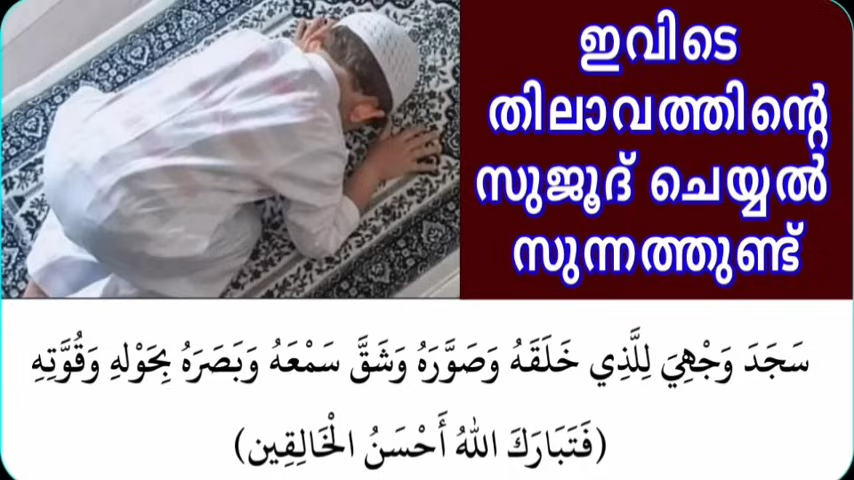 ഇവിടെ
തിലാവത്തിന്റെ
സുജൂദ് ചെയ്യൽ
സുന്നത്തുണ്ട്
سَجَدَ وَجْهِيَ لِلَّذِي خَلَقَهُ وَصَوَّرَهُ وَشَقَّ سَمْعَهُ وَبَصَرَهُ بِحَوْلِهِ وَقُوَّتِهِ
(فَتَبَارَكَ اللهُ أَحْسَنُ الْخَالِقِين)